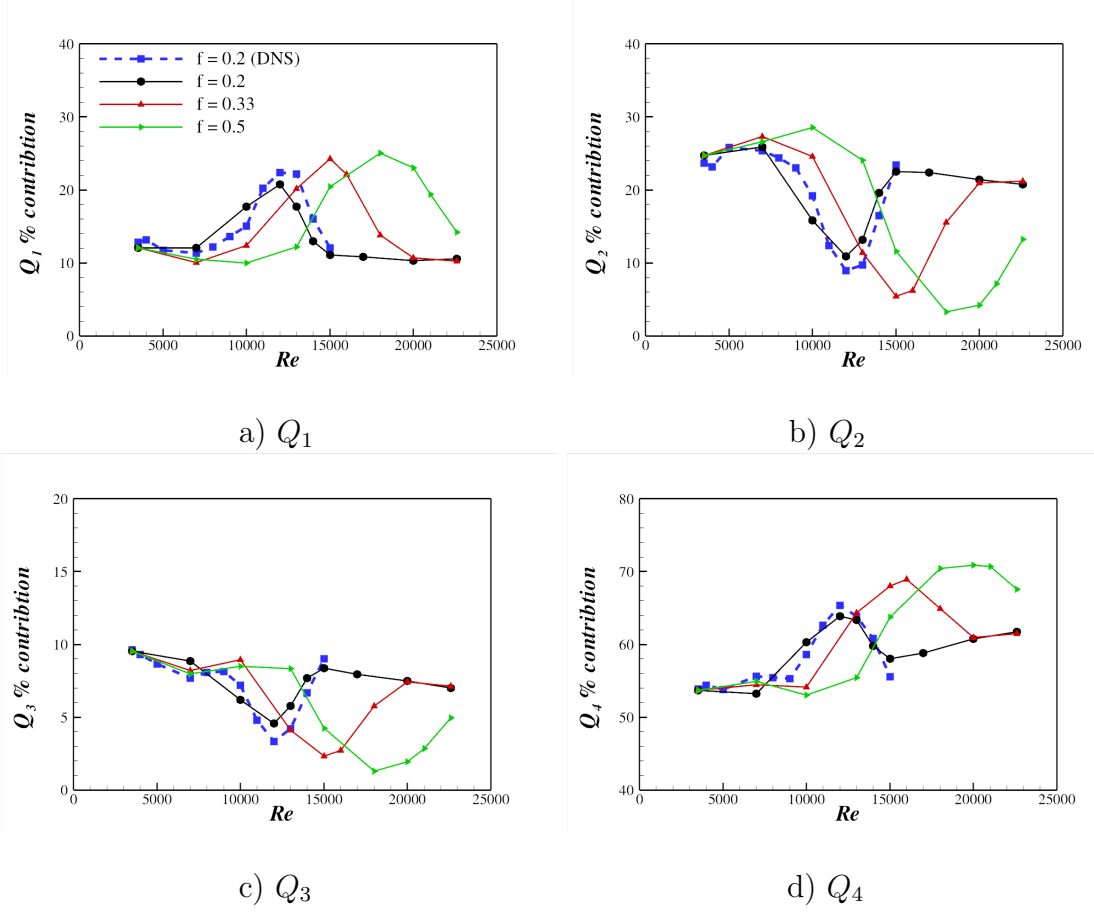 40
30
20
10
0
0 5000 10000 15000 20000 25000
Q1 % contribtion
Re
f = 0.2 (DNS)
f = 0.2
f = 0.33
f = 0.5
a) Q1
40
30
20
10
0
0 5000 10000 15000 20000 25000
Q2 % contribtion
Re
b) Q2
20
15
10
5
0
0 5000 10000 15000 20000 25000
Q3 % contribtion
Re
c) Q3
80
70
60
50
40
0 5000 10000 15000 20000 25000
Q4 % contribtion
Re
d) Q4